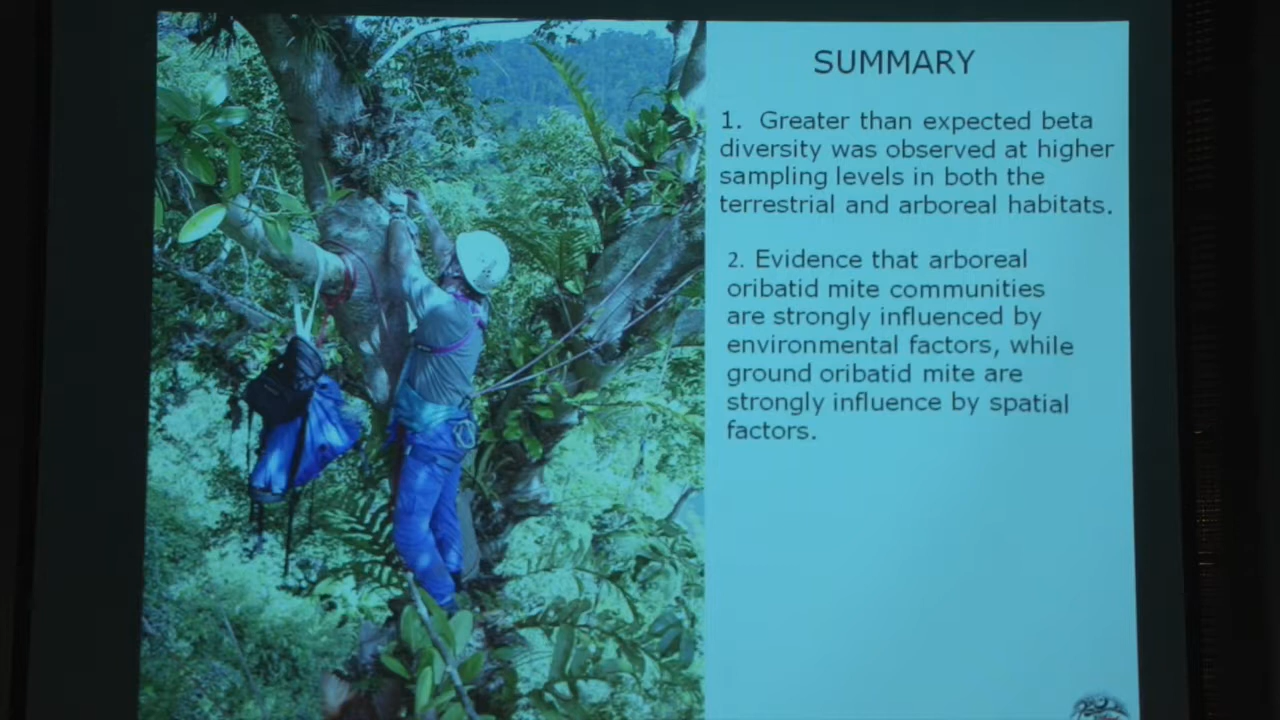 SUMMARY
1. Greater than expected beta
diversity was observed at higher
sampling levels in both the
terrestrial and arboreal habitats.
2. Evidence that arboreal
oribatid mite communities
are strongly influenced by
environmental factors, while
ground oribatid mite are
strongly influence by spatial
factors.